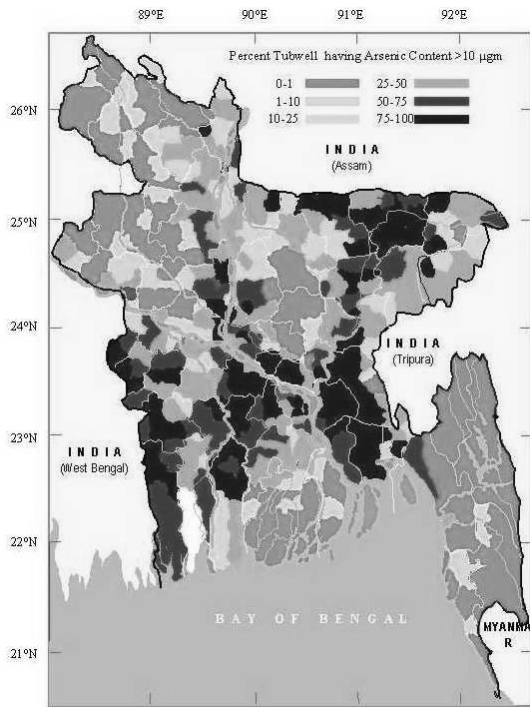 89°E 90°E 91°E 92°E
Percent Tubwell having Arsenic Content >10 µgm
0-1 25-50
1-10 50-75
10-25 75-100
26°N
INDIA
(Assam)
25°N
24°N
INDIA
(Tripura)
23°N
INDIA
(West Bengal)
22°N
BAY OF BENGAL
MYANMA
R
21°N